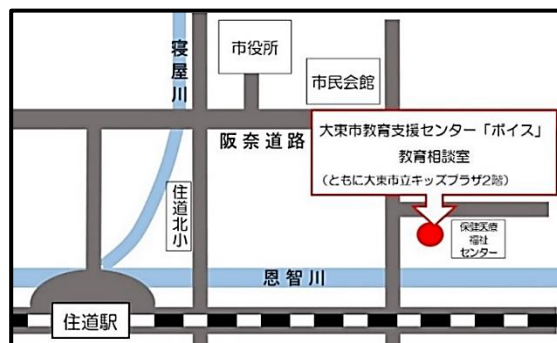 寝屋川
市役所
市民会館
阪奈道路
大東市教育支援センター「ボイス」
教育相談室
（ともに大東市立キッズプラザ2階）
住道北小
保健医療
福祉
センター
恩智川
住道駅